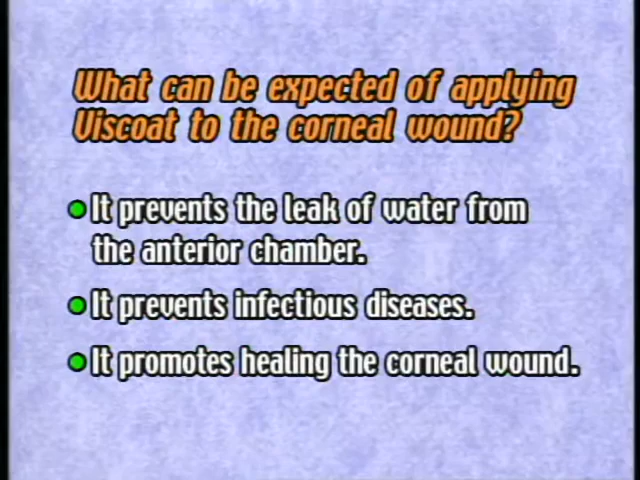 What can be expected of applying
Viscoat to the corneal wound?
It prevents the leak of water from
the anterior chamber.
It prevents infectious diseases.
It promotes healing the corneal wound.